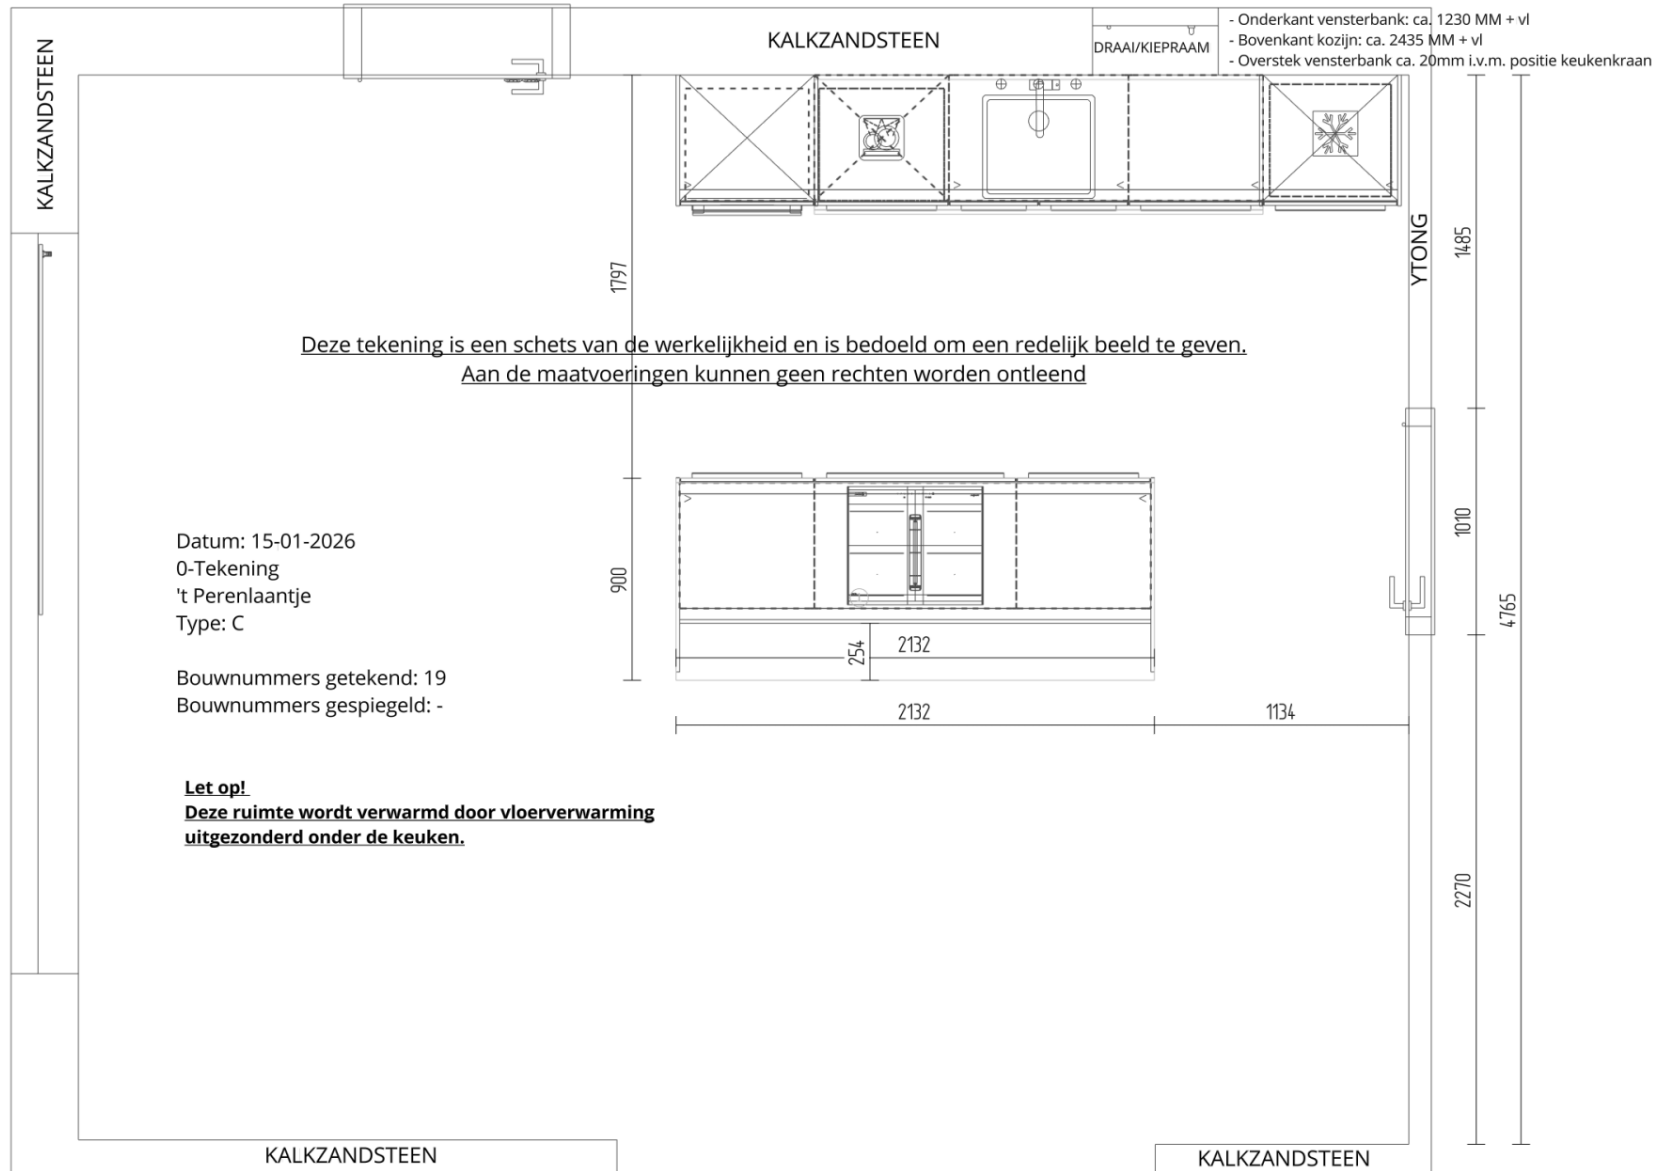 KALKZANDSTEEN
KALKZANDSTEEN
DRAAI/KIEPRAAM
- Onderkant vensterbank: ca. 1230 MM + vl
- Bovenkant kozijn: ca. 2435 MM + vl
- Overstek vensterbank ca. 20mm i.v.m. positie keukenkraan
YTONG
1485
1797
Deze tekening is een schets van de werkelijkheid en is bedoeld om een redelijk beeld te geven.
Aan de maatvoeringen kunnen geen rechten worden ontleend
1010
900
4765
Datum: 15-01-2026
0-Tekening
't Perenlaantje
Type: C
Bouwnummers getekend: 19
Bouwnummers gespiegeld: -
254
2132
2132
1134
Let op!
Deze ruimte wordt verwarmd door vloerverwarming
uitgezonderd onder de keuken.
2270
KALKZANDSTEEN
KALKZANDSTEEN